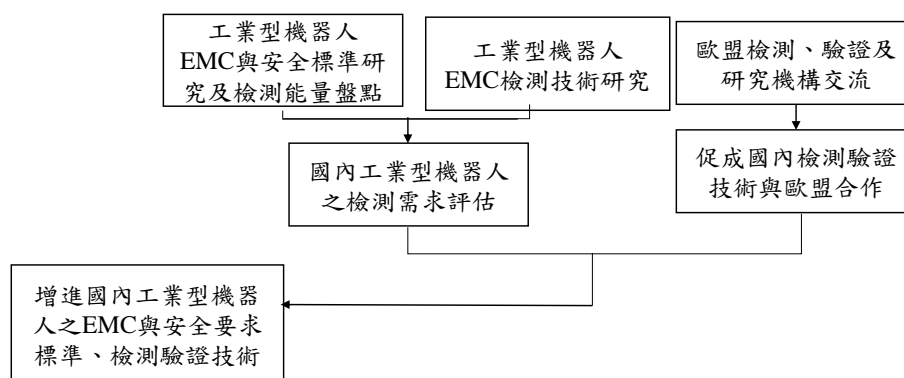 工業型機器人
EMC與安全標準研
究及檢測能量盤點
工業型機器人
EMC檢測技術研究
歐盟檢測、驗證及
研究機構交流
國內工業型機器人
之檢測需求評估
促成國內檢測驗證
技術與歐盟合作
增進國內工業型機器
人之EMC與安全要求
標準、檢測驗證技術